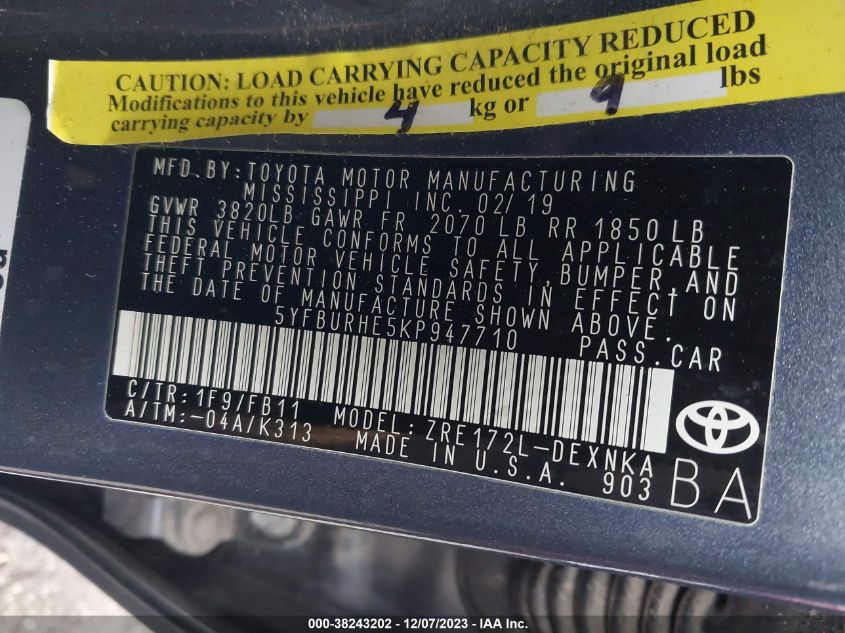 CAUTION: LOAD CARRYING CAPACITY REDUCED
Modifications to this vehicle have reduced the original load
carrying capacity by 4 kg or 9 lbs
MFD. BY: TOYOTA MOTOR MANUFACTURING
MISSISSIPPI INC. 02/19
GVWR 3820LB GAWR FR 2070LB RR 1850LB
THIS VEHICLE CONFORMS TO ALL APPLICABLE
FEDERAL MOTOR VEHICLE SAFETY, BUMPER, AND
THEFT PREVENTION STANDARDS IN EFFECT ON
THE DATE OF MANUFACTURE SHOWN ABOVE.
5YFBURHE5KP947710 PASS. CAR
C/TR: 1F9/FB11 MODEL: ZRE172L-DEXNKA
A/TM: -04A/K313 MADE IN U.S.A. 903
BA
000-38243202 - 12/07/2023 - IAA Inc.